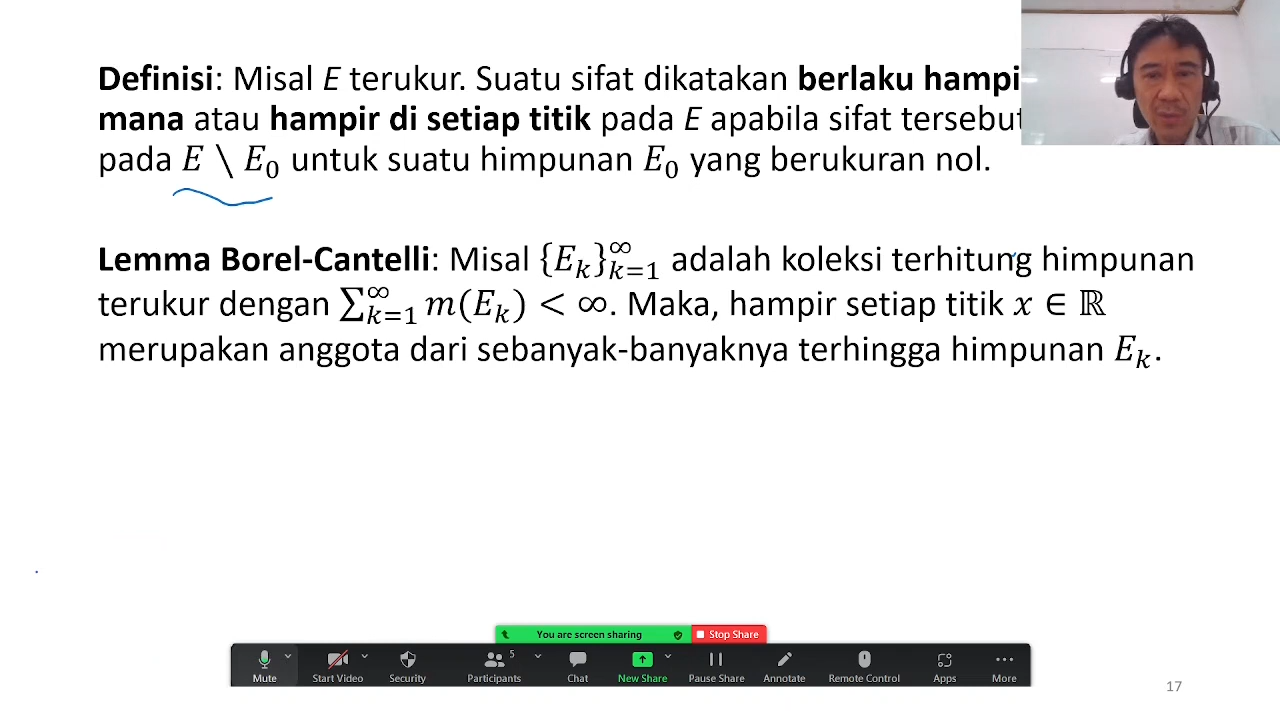 Definisi: Misal E terukur. Suatu sifat dikatakan berlaku hampi
mana atau hampir di setiap titik pada E apabila sifat tersebut
pada E \ E₀ untuk suatu himpunan E₀ yang berukuran nol.
Lemma Borel-Cantelli: Misal {Eₖ}∞ₖ₌₁ adalah koleksi terhitung himpunan
terukur dengan ∑∞ₖ₌₁ m(Eₖ) < ∞. Maka, hampir setiap titik x ∈ ℝ
merupakan anggota dari sebanyak-banyaknya terhingga himpunan Eₖ.
You are screen sharing Stop Share
5
Mute Start Video Security Participants Chat New Share Pause Share Annotate Remote Control Apps More
17